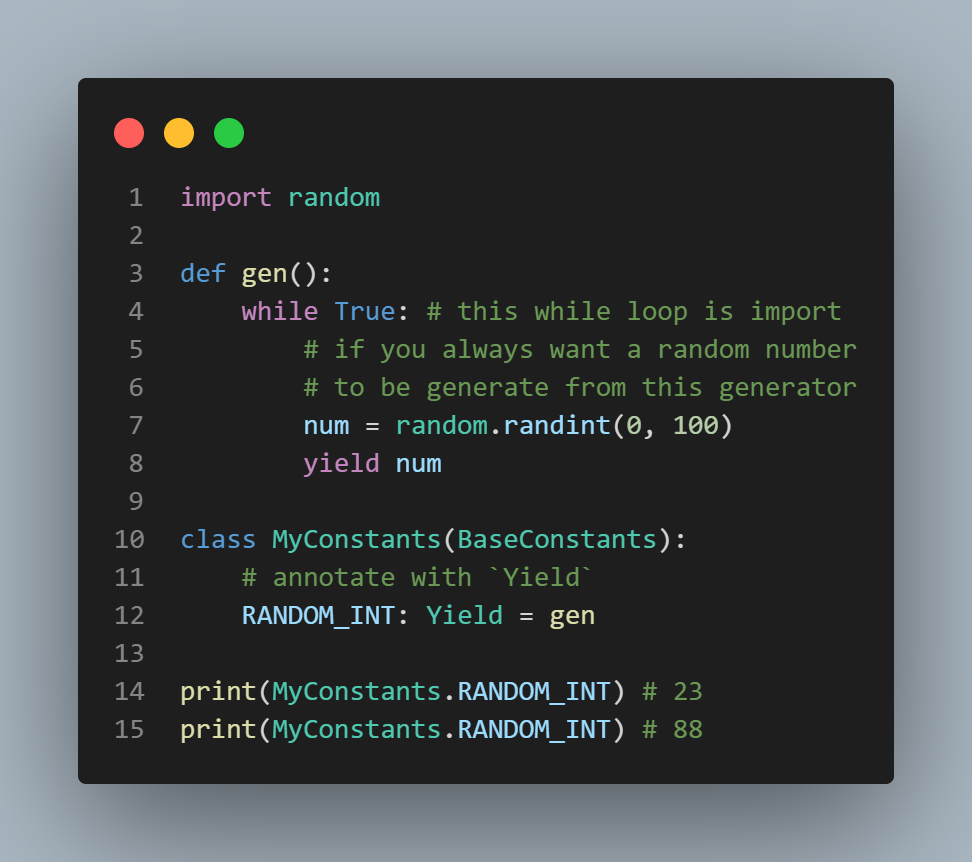 1 import random
2
3 def gen():
4     while True: # this while loop is import
5         # if you always want a random number
6         # to be generate from this generator
7         num = random.randint(0, 100)
8         yield num
9
10 class MyConstants(BaseConstants):
11     # annotate with `Yield`
12     RANDOM_INT: Yield = gen
13
14 print(MyConstants.RANDOM_INT) # 23
15 print(MyConstants.RANDOM_INT) # 88